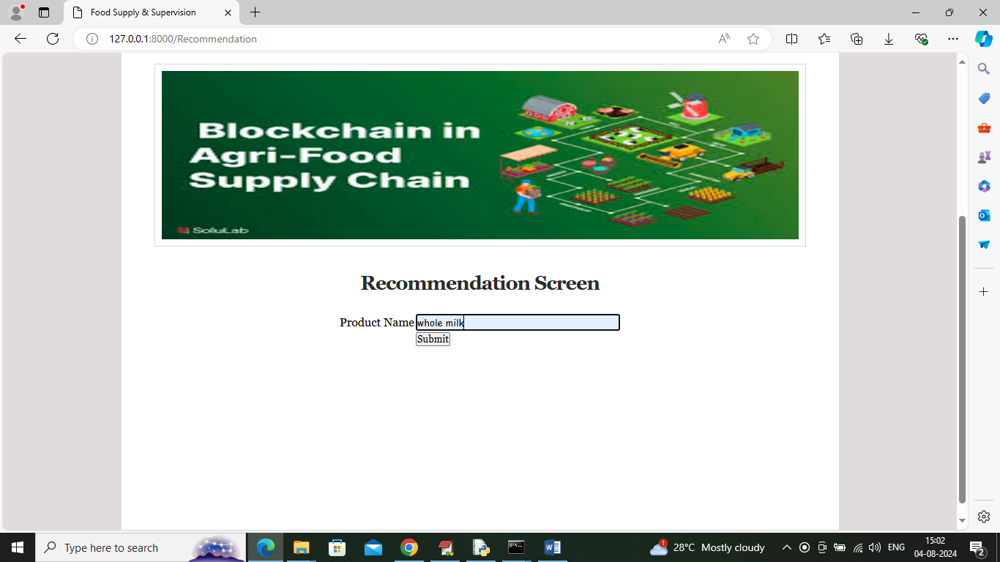 Food Supply & Supervision
127.0.0.1:8000/Recommendation
Blockchain in
Agri-Food
Supply Chain
SoluLab
Recommendation Screen
Product Name whole milk
Submit
Type here to search
1
28°C Mostly cloudy
ENG
15:02
04-08-2024
2